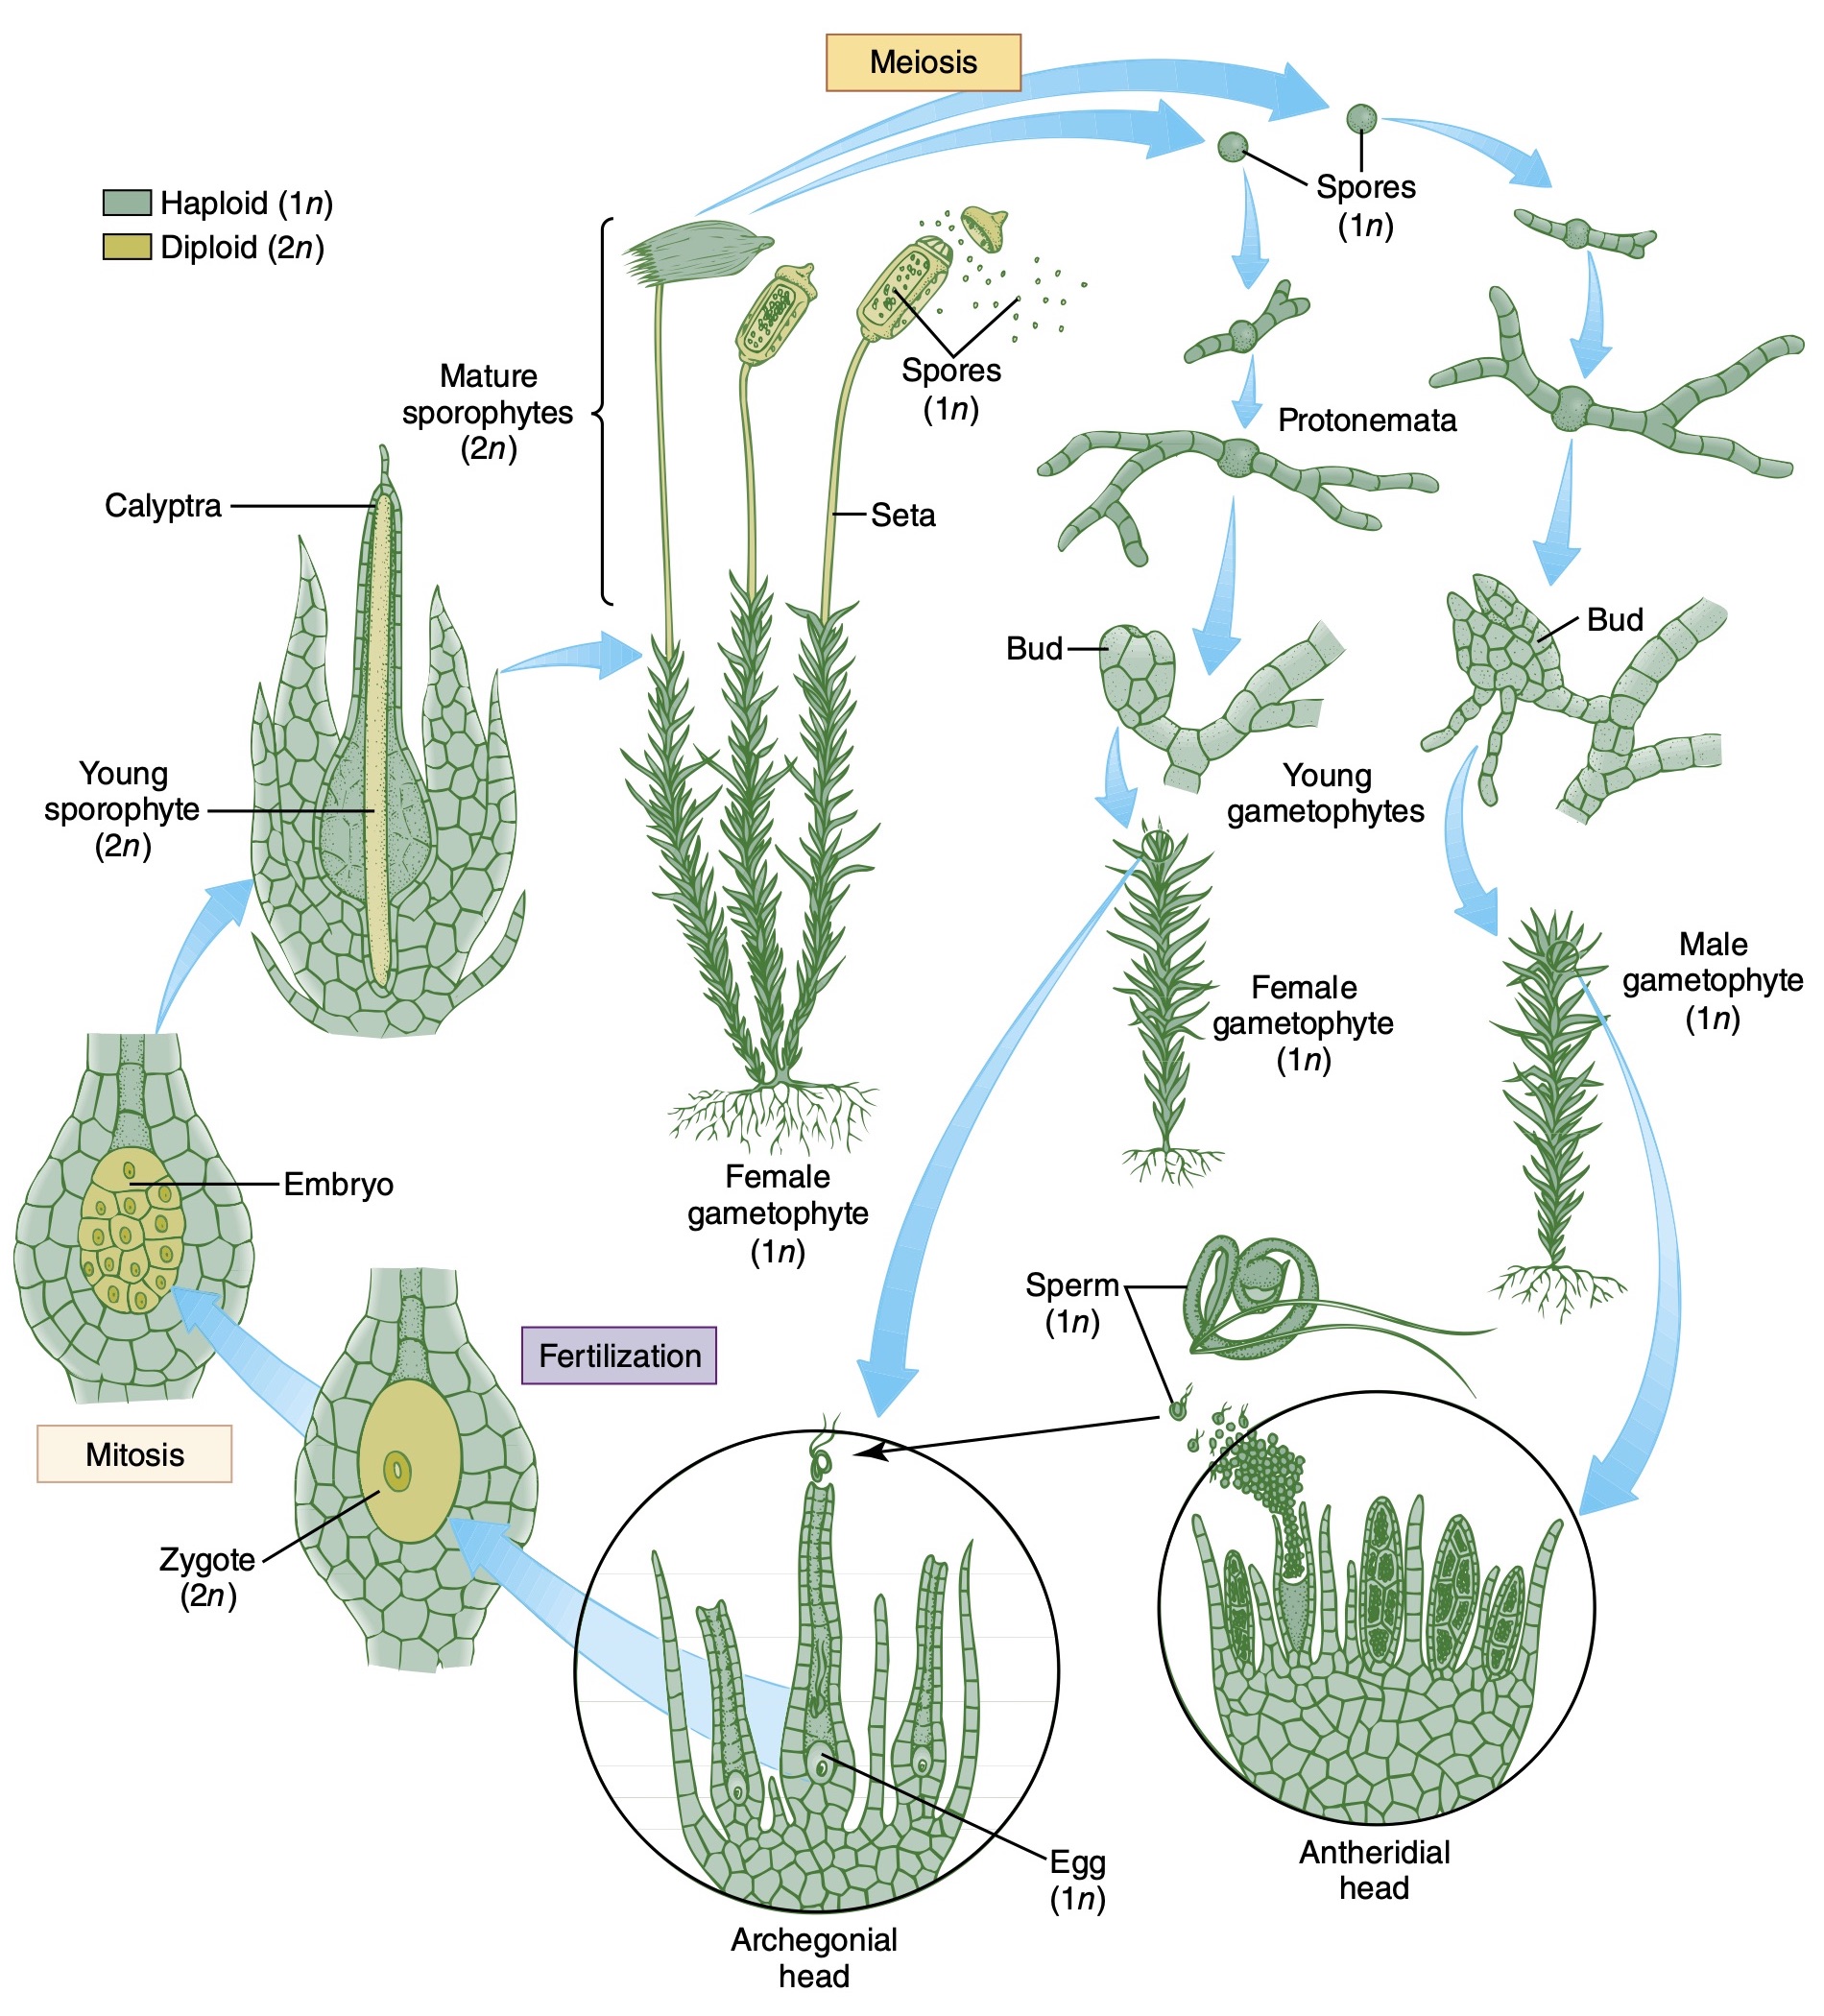 Meiosis
Haploid (1n)
Diploid (2n)
Spores
(1n)
Mature
sporophytes
(2n)
Spores
(1n)
Protonemata
Calyptra
Seta
Bud
Bud
Young
sporophyte
(2n)
Young
gametophytes
Male
gametophyte
(1n)
Female
gametophyte
(1n)
Embryo
Female
gametophyte
(1n)
Sperm
(1n)
Fertilization
Mitosis
Zygote
(2n)
Egg
(1n)
Antheridial
head
Archegonial
head